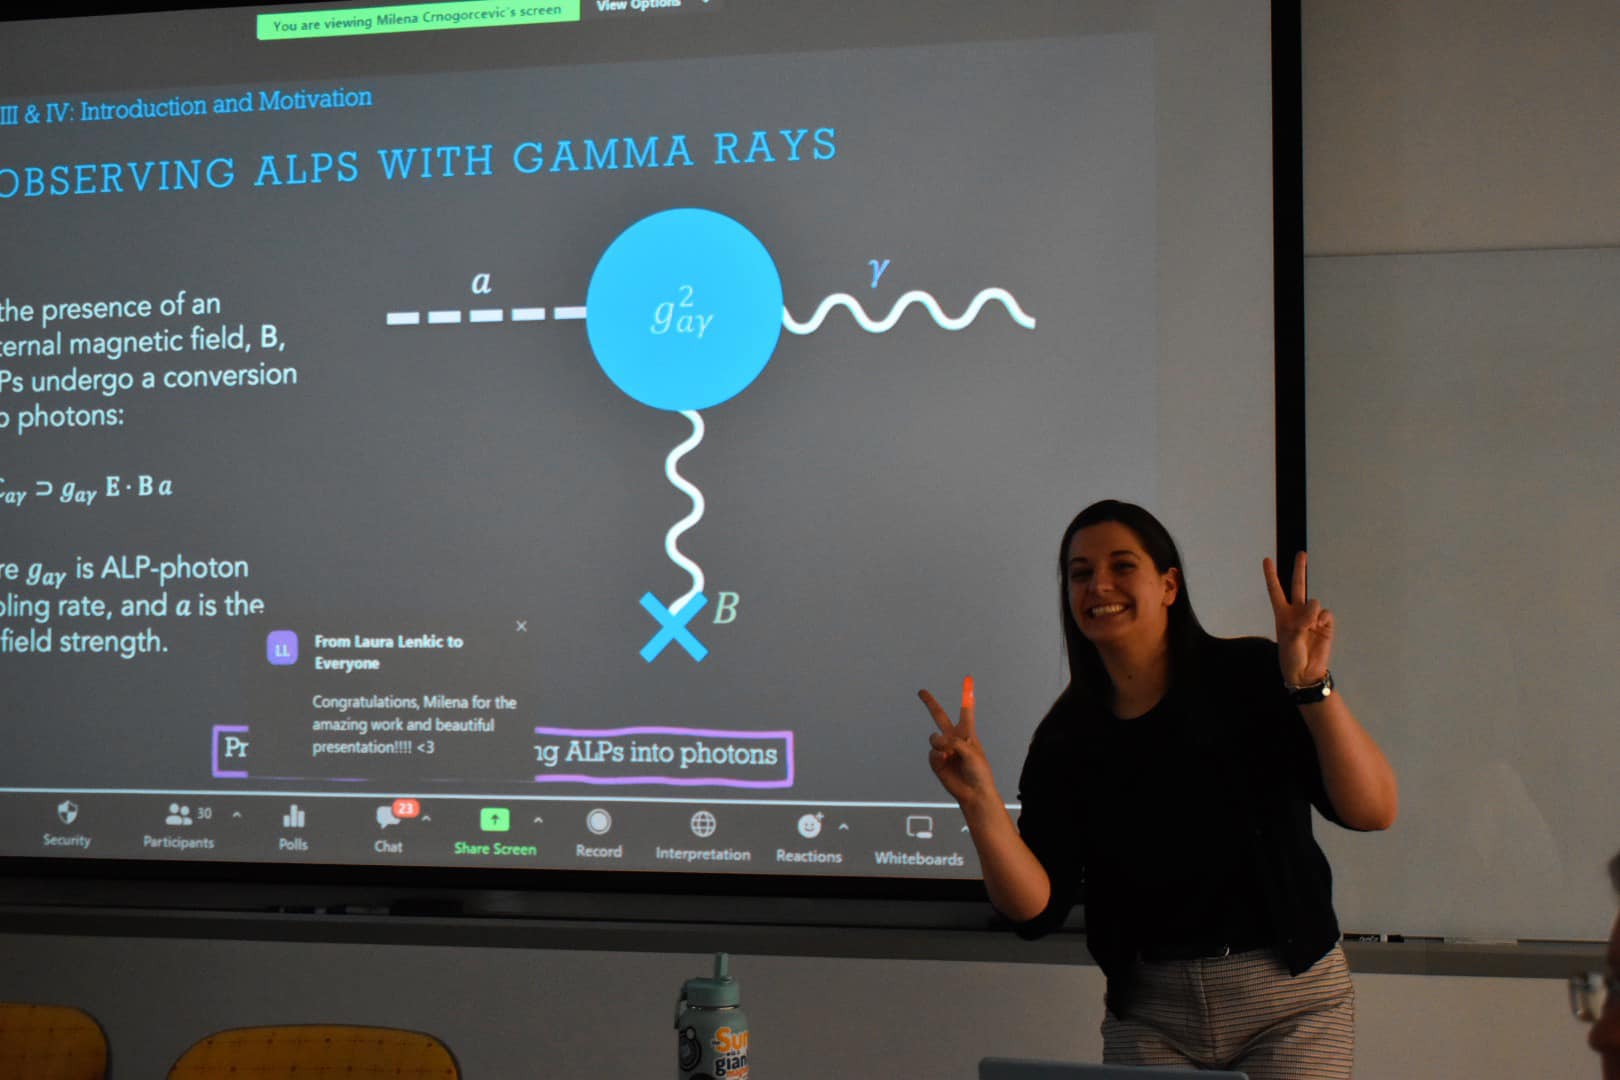 You are viewing Milena Crnogorcevic's screen
View Options
III & IV: Introduction and Motivation
OBSERVING ALPS WITH GAMMA RAYS
the presence of an
ternal magnetic field, B,
Ps undergo a conversion
o photons:
a
g²aγ
γ
B
aγ ⊃ gaγ E · B a
re gaγ is ALP-photon
pling rate, and a is the
field strength.
LL
From Laura Lenkic to
Everyone
Congratulations, Milena for the
amazing work and beautiful
presentation!!!! <3
Pr
ng ALPs into photons
Security
Participants
30
Polls
Chat
23
Share Screen
Record
Interpretation
Reactions
Whiteboards
Sun
gian